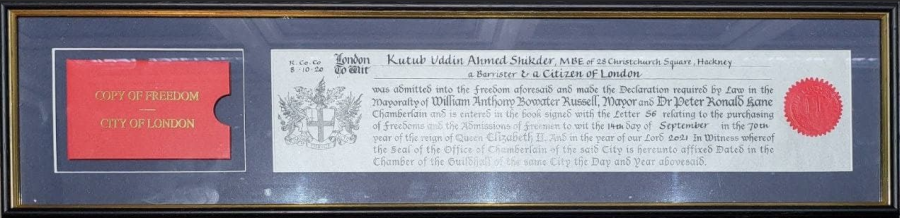 COPY OF FREEDOM
CITY OF LONDON
R. Co. Co
8 · 10 · 20
London
To Wit
Kutub Uddin Ahmed Shikder, MBE of 28 Christchurch Square, Hackney
a Barrister & a Citizen of London
was admitted into the Freedom aforesaid and made the Declaration required by Law in the
Mayoralty of William Anthony Bowater Russell, Mayor and Dr Peter Ronald Kane
Chamberlain and is entered in the book signed with the Letter S6 relating to the purchasing
of Freedoms and the Admissions of Freemen to wit the 14th day of September in the 70th
year of the reign of Queen Elizabeth II. And in the year of our Lord 2021 In Witness whereof
the Seal of the Office of Chamberlain of the said City is hereunto affixed Dated in the
Chamber of the Guildhall of the same City the Day and Year abovesaid.